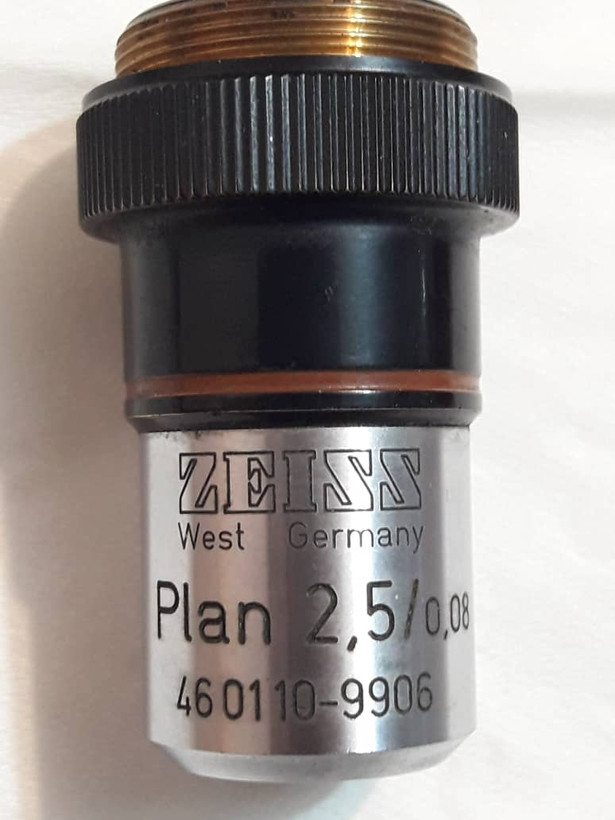 ZEISS
West Germany
Plan 2,5/0,08
460110-9906